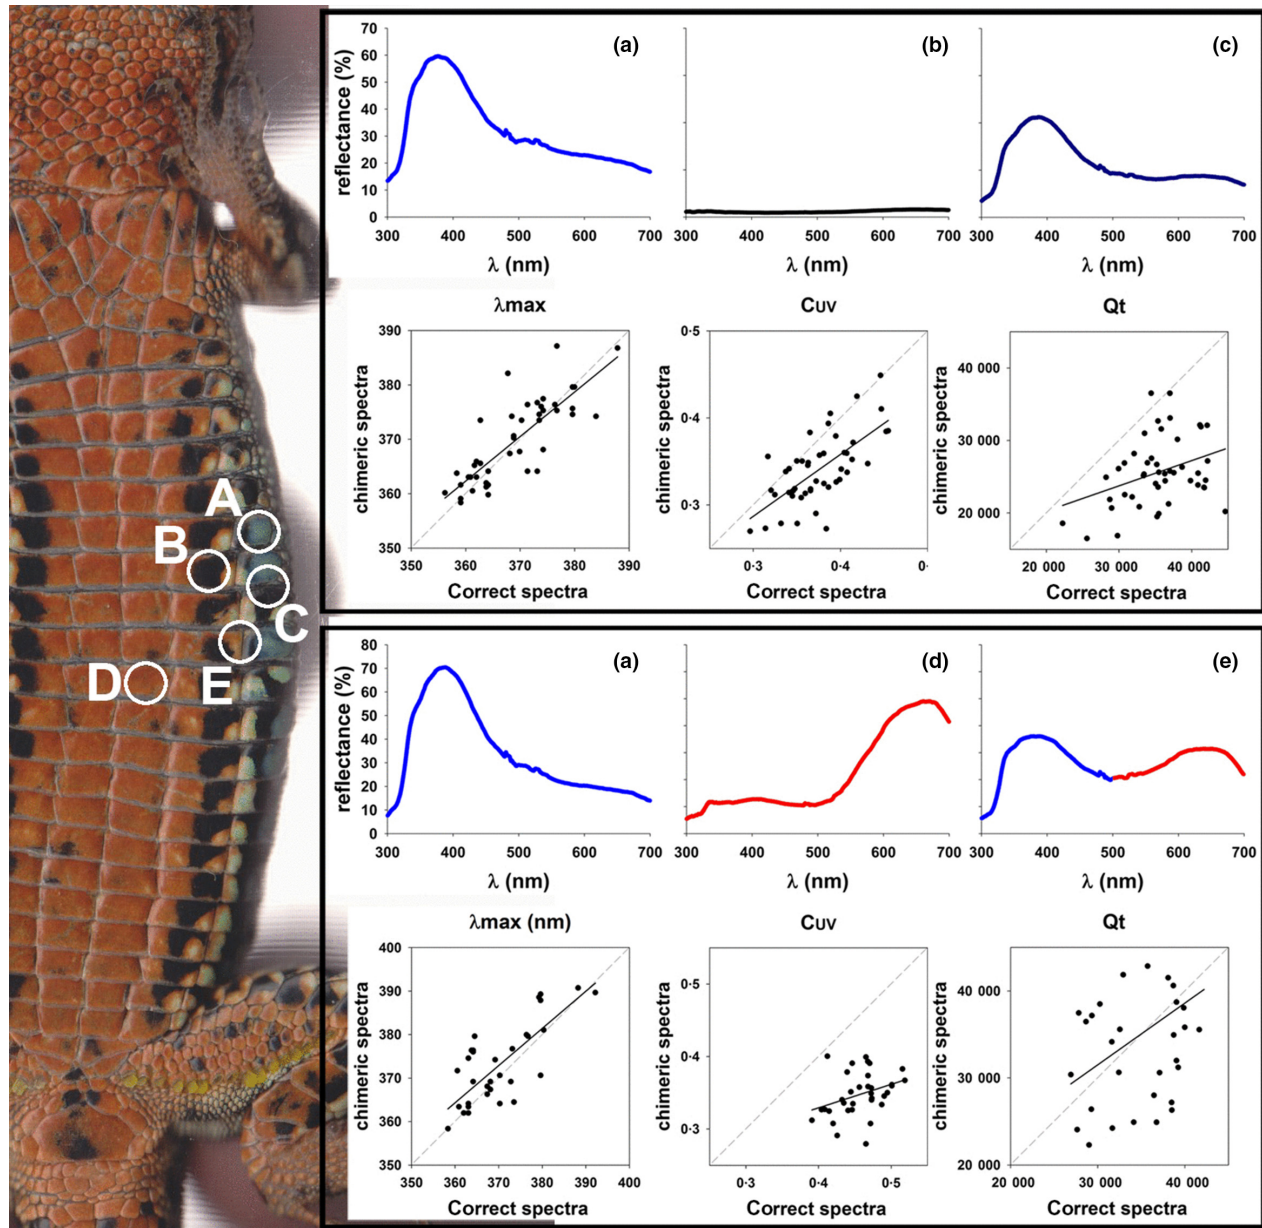 A
B
C
D
E
(a)
(b)
(c)
reflectance (%)
70
60
50
40
30
20
10
0
300 400 500 600 700
300 400 500 600 700
300 400 500 600 700
λ (nm)
λ (nm)
λ (nm)
λmax
CUV
Qt
chimeric spectra
390
380
370
360
350
350 360 370 380 390
Correct spectra
chimeric spectra
0·5
0·4
0·3
0·3 0·4 0·
Correct spectra
chimeric spectra
40 000
30 000
20 000
20 000 30 000 40 000
Correct spectra
(a)
(d)
(e)
reflectance (%)
80
70
60
50
40
30
20
10
0
300 400 500 600 700
300 400 500 600 700
300 400 500 600 700
λ (nm)
λ (nm)
λ (nm)
λmax (nm)
CUV
Qt
chimeric spectra
400
390
380
370
360
350
350 360 370 380 390 400
Correct spectra
chimeric spectra
0·5
0·4
0·3
0·3 0·4 0·5
Correct spectra
chimeric spectra
40 000
30 000
20 000
20 000 30 000 40 000
Correct spectra